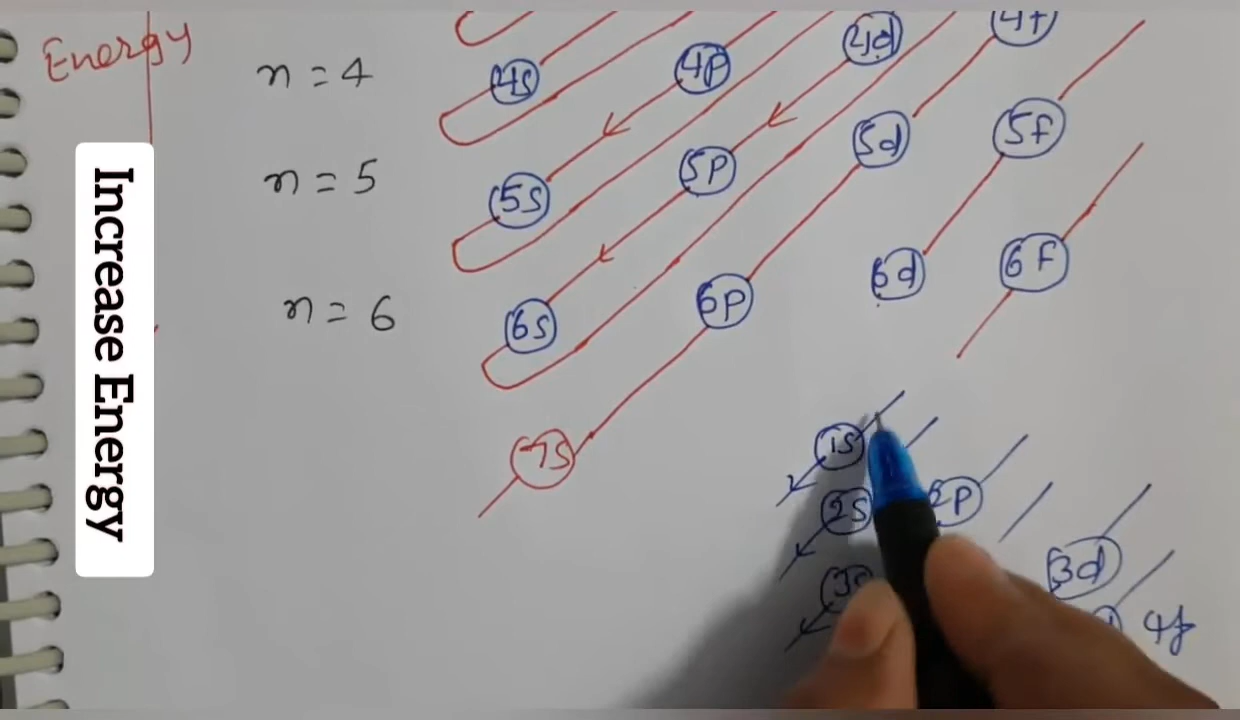 Energy
n = 4 4s 4p 4d 4f
n = 5 5s 5p 5d 5f
n = 6 6s 6p 6d 6f
7s
1s
2s 2p
3s 3d
4f
Increase Energy